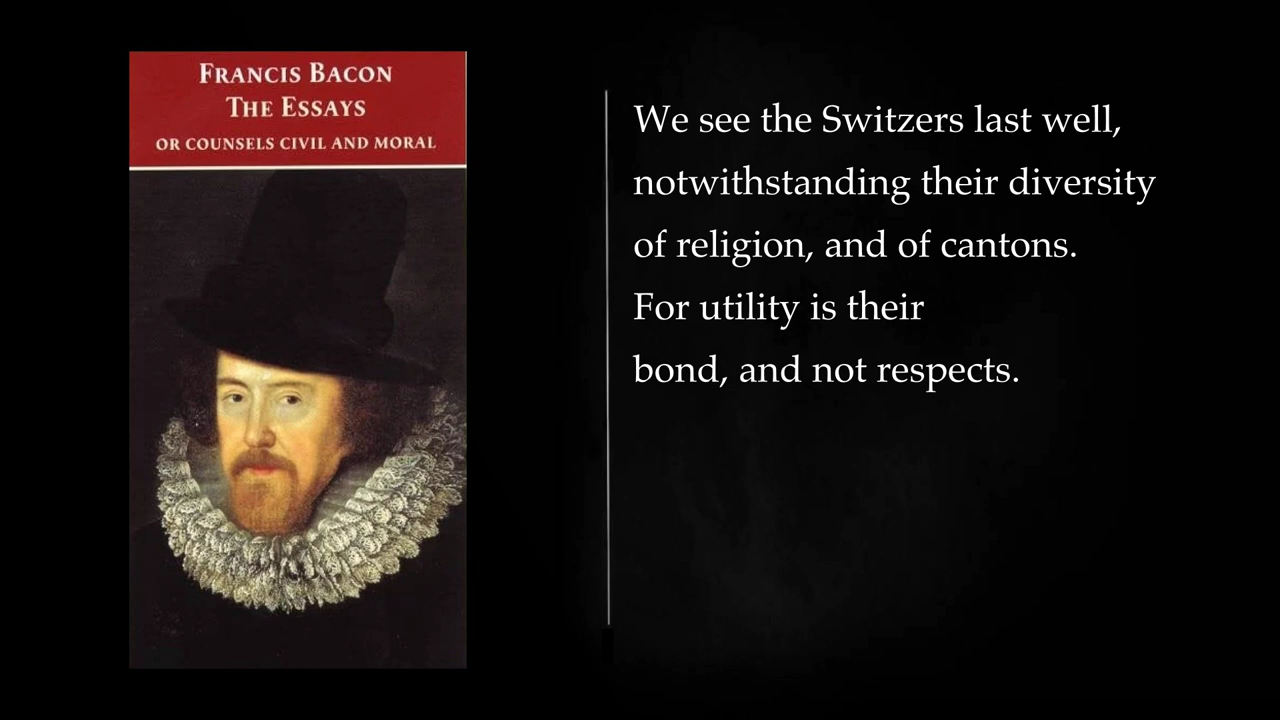 FRANCIS BACON
THE ESSAYS
OR COUNSELS CIVIL AND MORAL
We see the Switzers last well,
notwithstanding their diversity
of religion, and of cantons.
For utility is their
bond, and not respects.